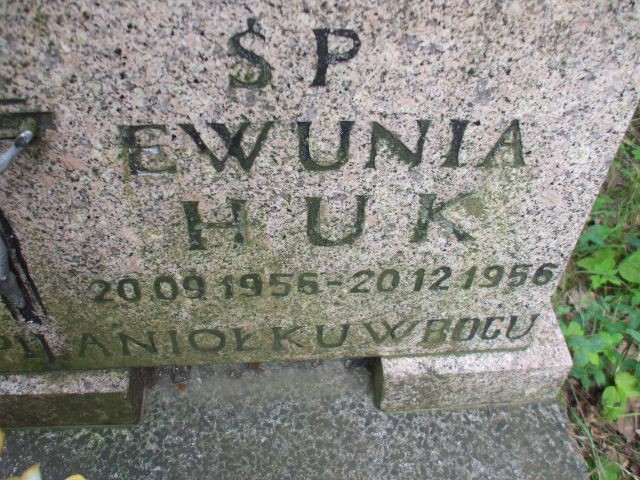 ŚP
EWUNIA
HUK
20.09.1956-20.12.1956
ANIOŁKU W BOGU